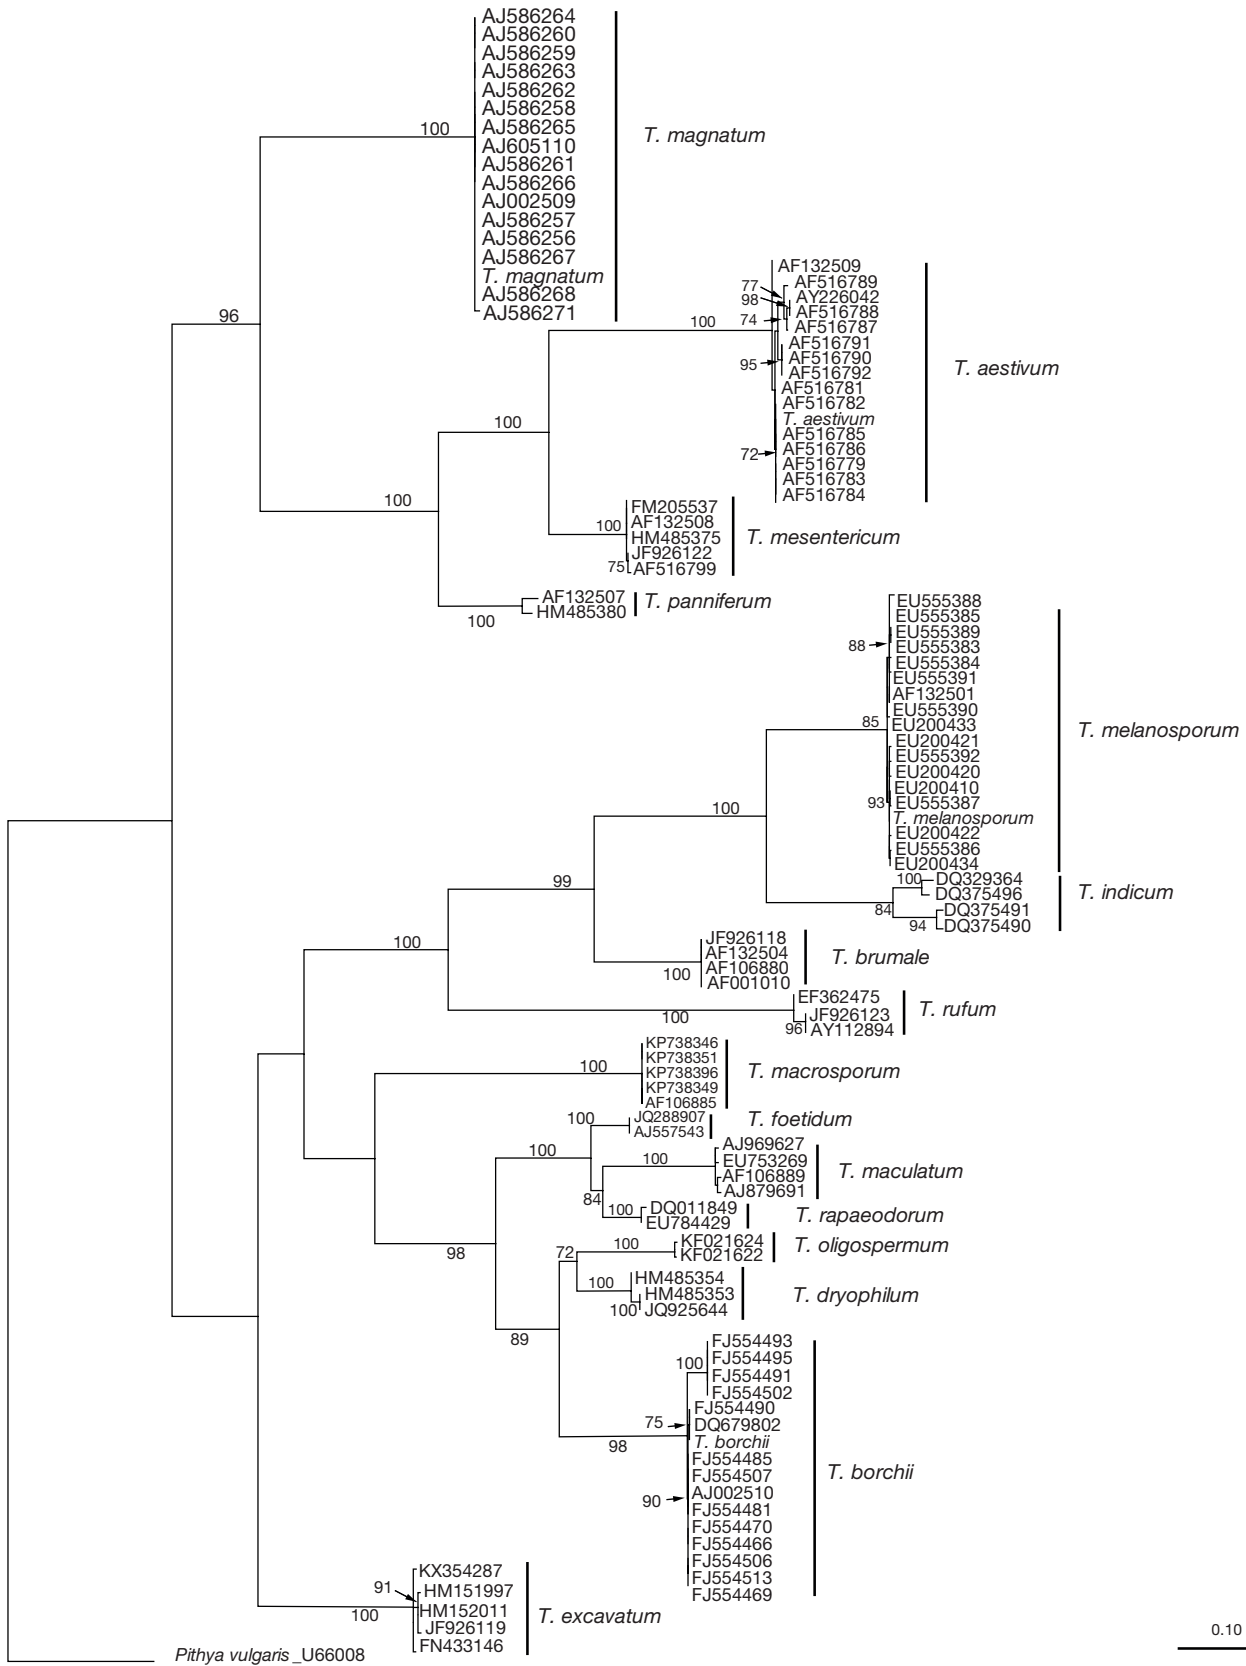 AJ586264
AJ586260
AJ586259
AJ586263
AJ586262
AJ586258
100
AJ586265
T. magnatum
AJ605110
AJ586261
AJ586266
AJ002509
AJ586257
AJ586256
AJ586267
T. magnatum
AJ586268
AJ586271
96
AF132509
AF516789
77
AY226042
98
AF516788
74
AF516787
100
AF516791
AF516790
95
AF516792
T. aestivum
AF516781
AF516782
T. aestivum
AF516785
AF516786
72
AF516779
AF516783
AF516784
100
100
FM205537
AF132508
100
HM485375
T. mesentericum
JF926122
75
AF516799
AF132507
T. panniferum
HM485380
100
EU555388
EU555385
EU555389
88
EU555383
EU555384
EU555391
AF132501
EU555390
85
EU200433
T. melanosporum
EU200421
EU555392
EU200420
EU200410
93
EU555387
T. melanosporum
EU200422
EU555386
EU200434
100
99
100
100
DQ329364
DQ375496
T. indicum
84
DQ375491
94
DQ375490
JF926118
AF132504
T. brumale
100
AF106880
AF001010
EF362475
T. rufum
100
JF926123
96
AY112894
KP738346
KP738351
100
KP738396
T. macrosporum
KP738349
AF106885
100
JQ288907
T. foetidum
AJ557543
100
AJ969627
100
EU753269
T. maculatum
AF106889
AJ879691
84
100
DQ011849
T. rapaeodorum
EU784429
98
72
100
KF021624
T. oligospermum
KF021622
HM485354
100
HM485353
T. dryophilum
100
JQ925644
89
FJ554493
FJ554495
100
FJ554491
FJ554502
FJ554490
75
DQ679802
98
T. borchii
FJ554485
T. borchii
FJ554507
AJ002510
90
FJ554481
FJ554470
FJ554466
FJ554506
FJ554513
FJ554469
KX354287
91
HM151997
100
HM152011
T. excavatum
JF926119
FN433146
Pithya vulgaris _U66008
0.10